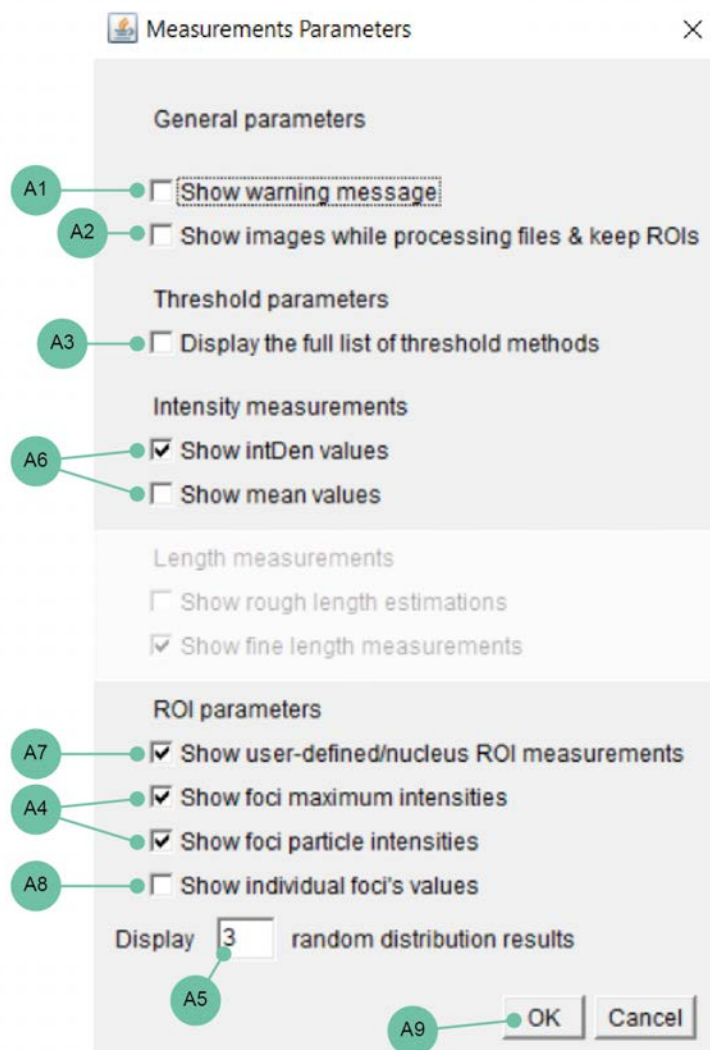 Measurements Parameters
General parameters
A1 Show warning message
A2 Show images while processing files & keep ROIs
Threshold parameters
A3 Display the full list of threshold methods
Intensity measurements
Show intDen values
A6
Show mean values
Length measurements
Show rough length estimations
Show fine length measurements
ROI parameters
A7 Show user-defined/nucleus ROI measurements
Show foci maximum intensities
A4
Show foci particle intensities
A8 Show individual foci's values
Display 3 random distribution results
A5
A9 OK Cancel